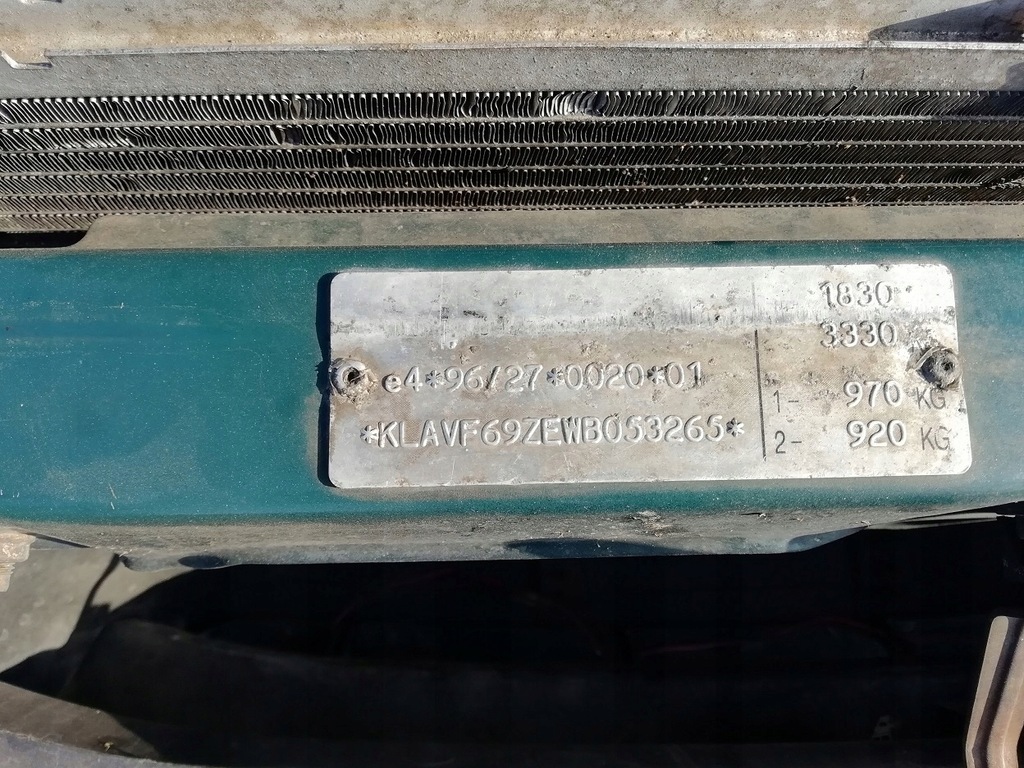 1830
3330
e4*96/27*0020*01
1- 970 KG
*KLAVF69ZEWB053265*
2- 920 KG